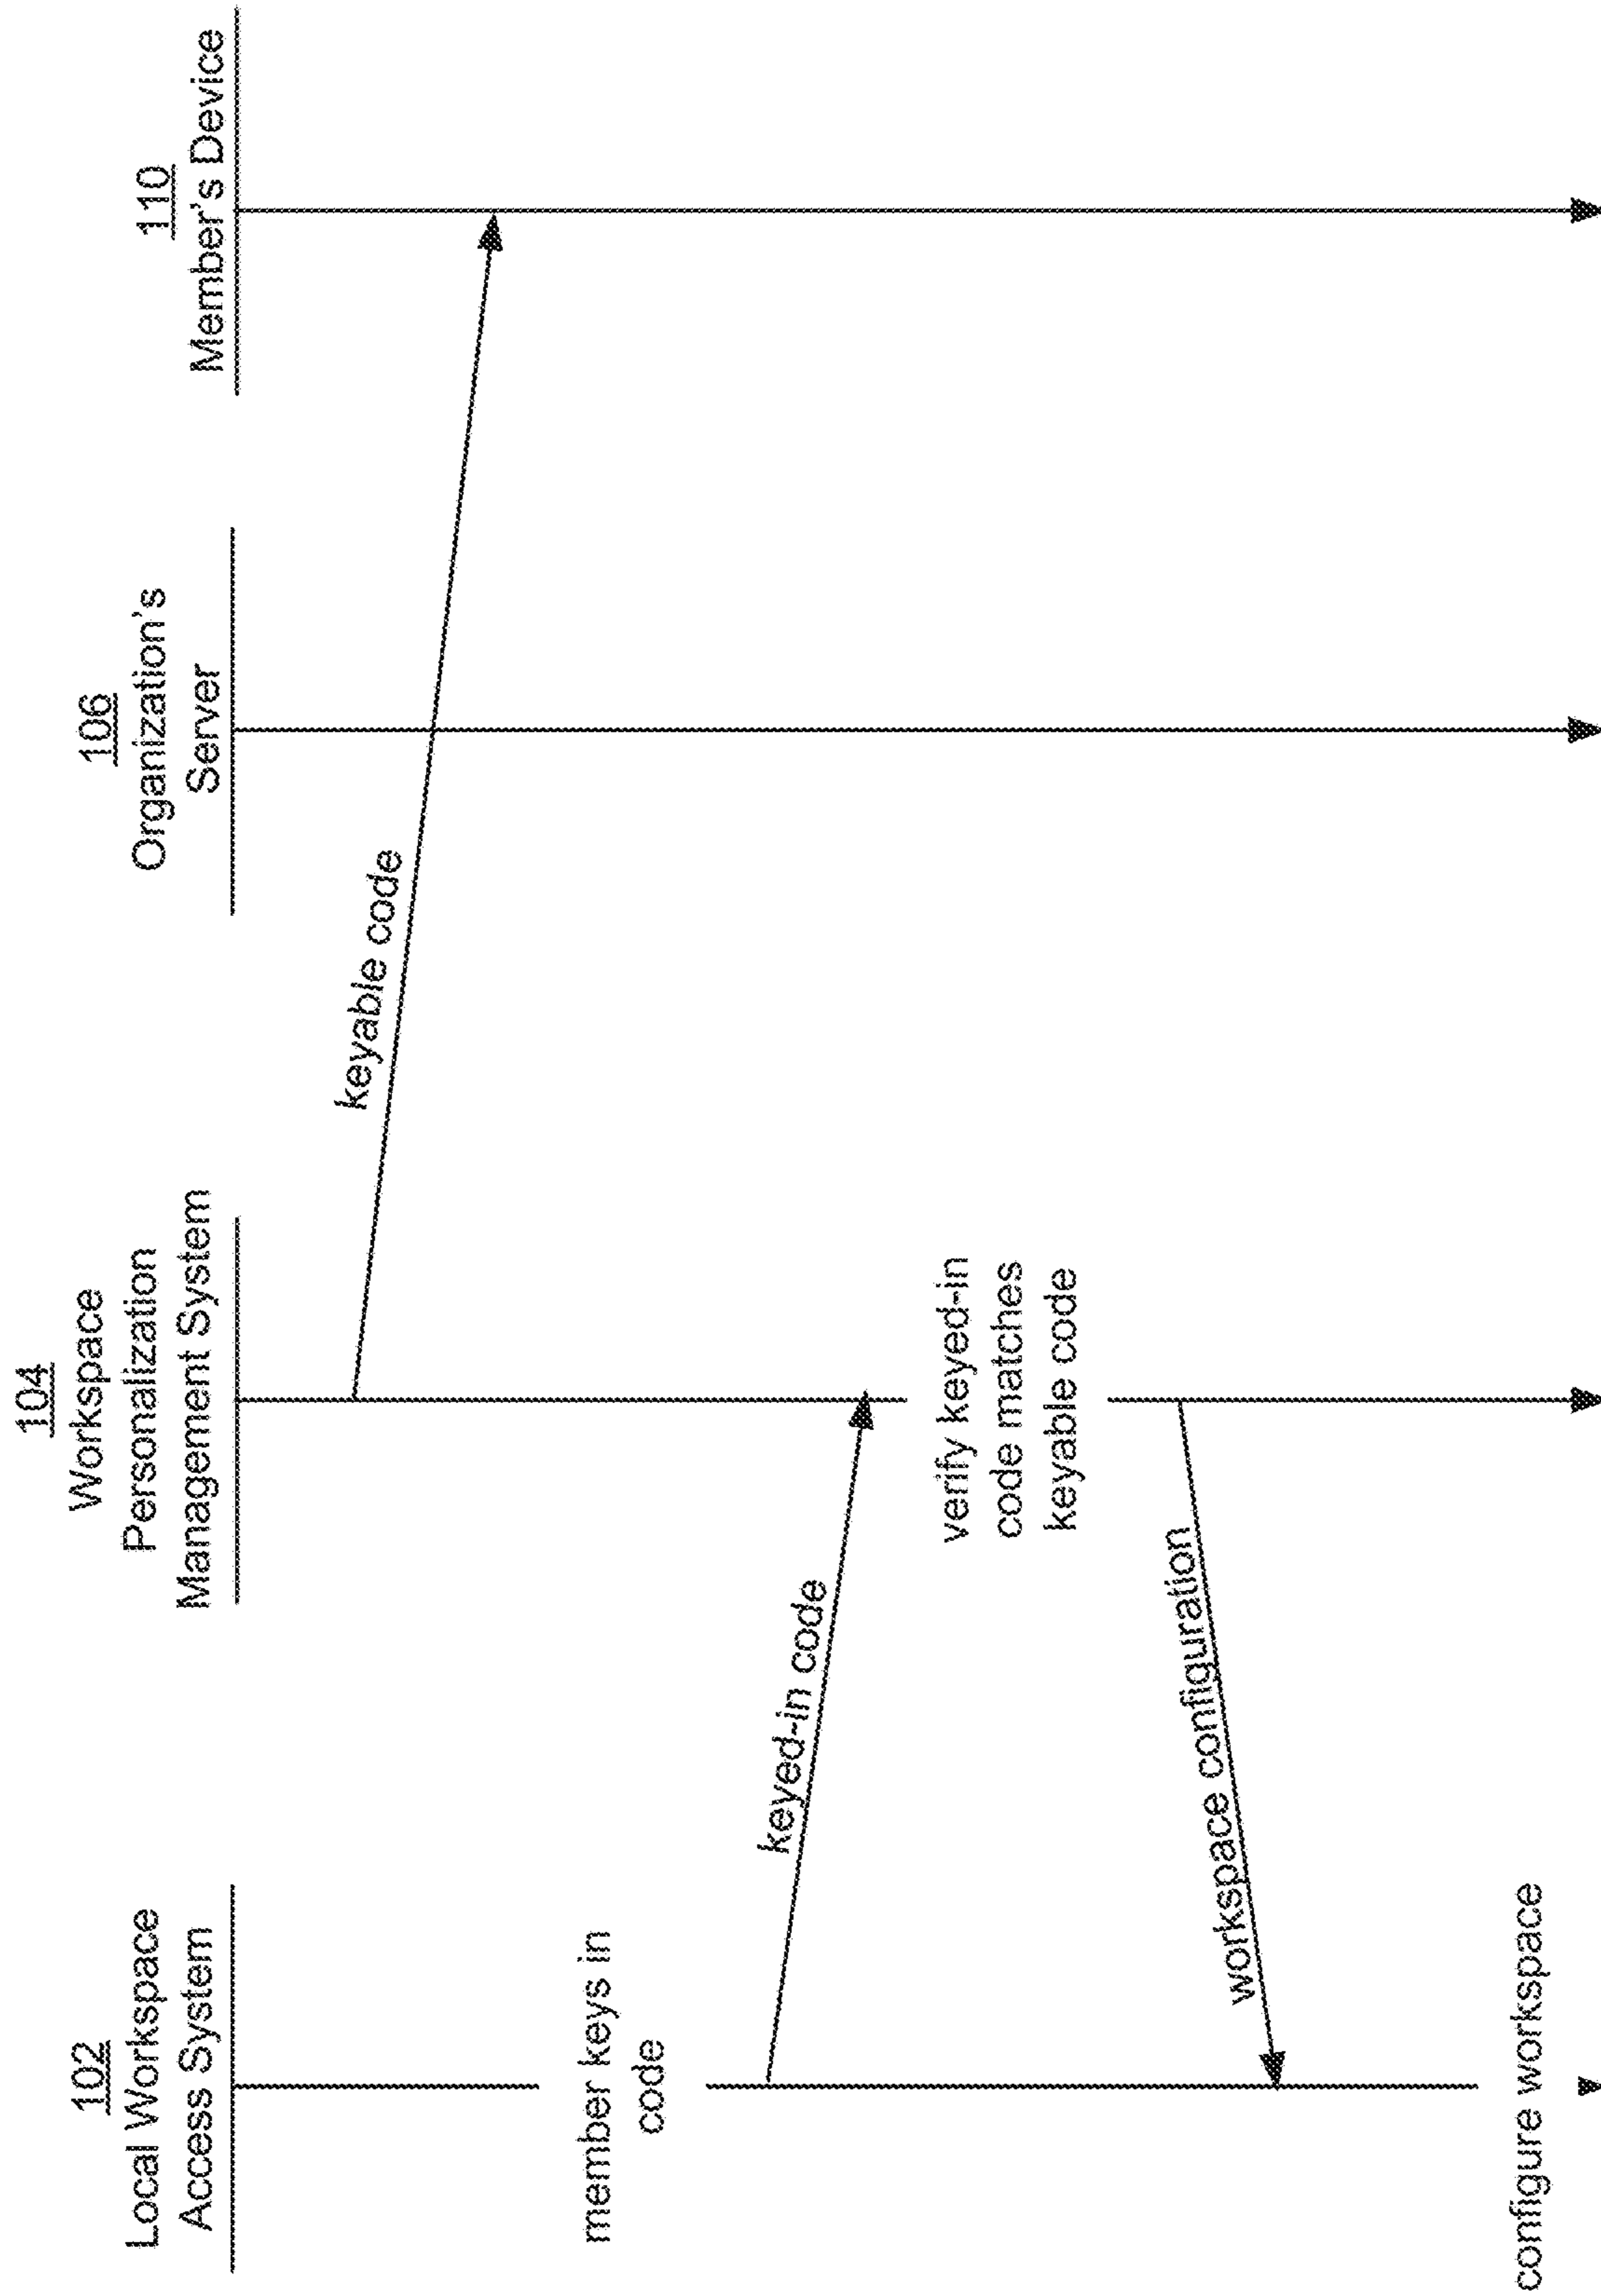 102
Local Workspace
Access System
104
Workspace
Personalization
Management System
106
Organization's
Server
110
Member's Device
keyable code
member keys in
code
keyed-in code
verify keyed-in
code matches
keyable code
workspace configuration
configure workspace